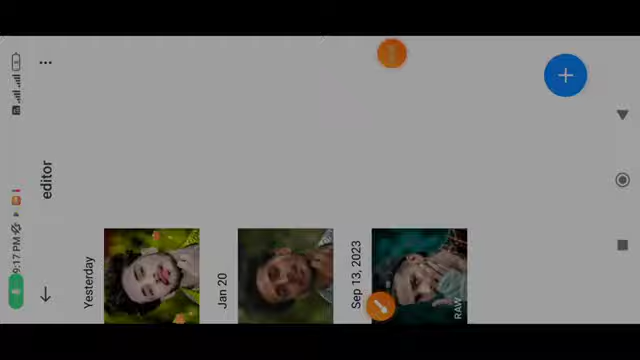 9:17 PM
editor
Yesterday
Jan 20
Sep 13, 2023
RAW